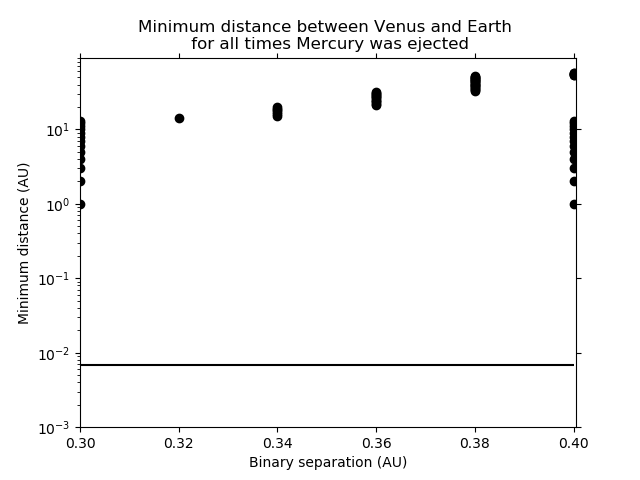 Minimum distance between Venus and Earth
for all times Mercury was ejected
Minimum distance (AU)
10^1
10^0
10^-1
10^-2
10^-3
0.30 0.32 0.34 0.36 0.38 0.40
Binary separation (AU)